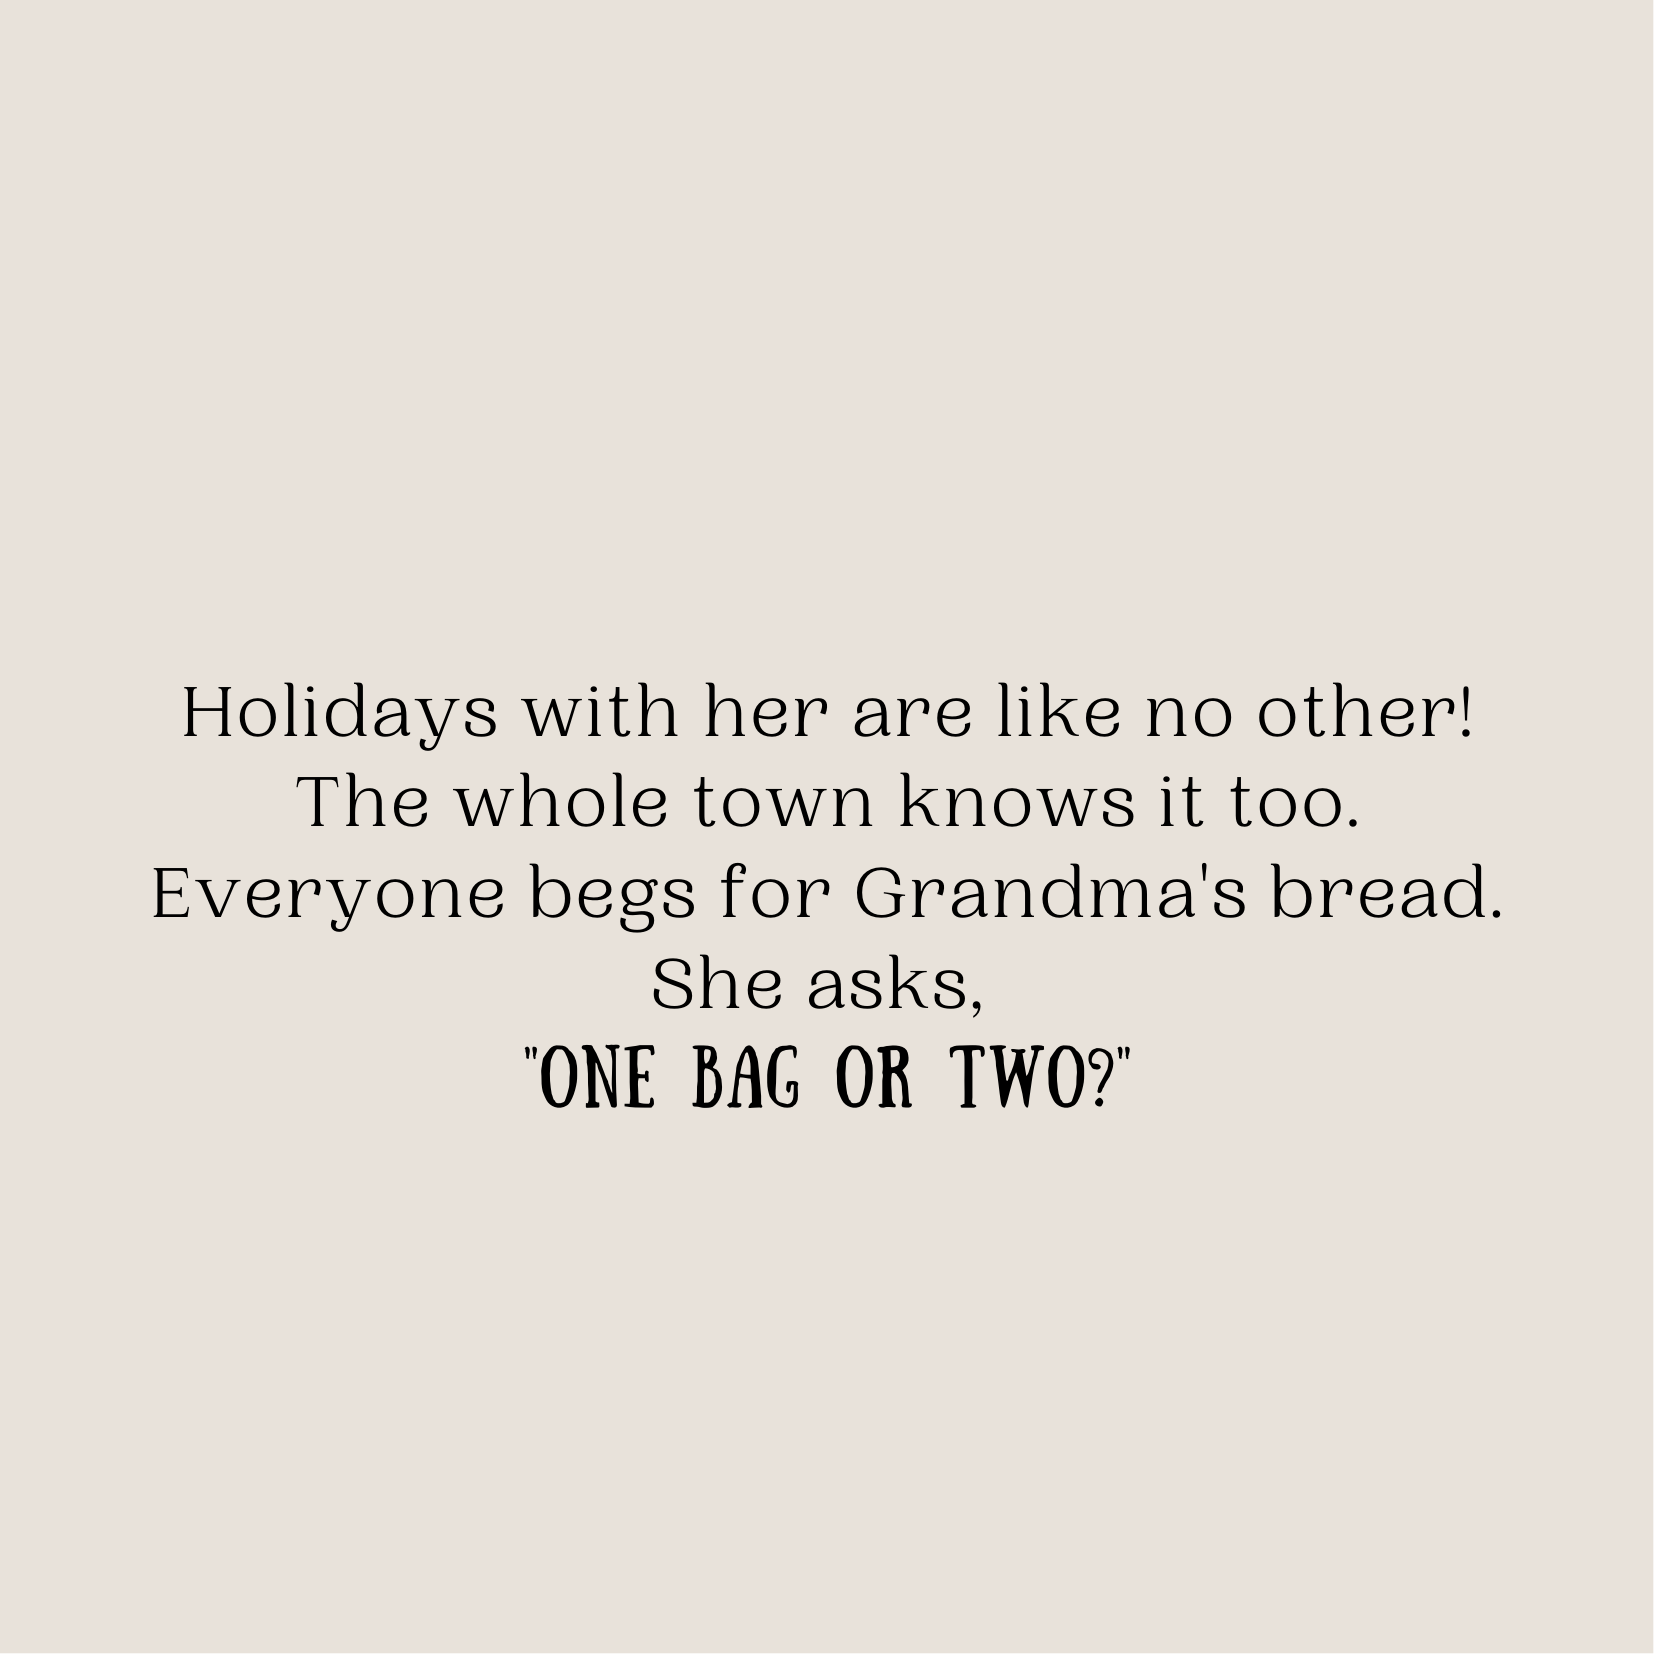 Holidays with her are like no other!
The whole town knows it too.
Everyone begs for Grandma's bread.
She asks,
"ONE BAG OR TWO?"